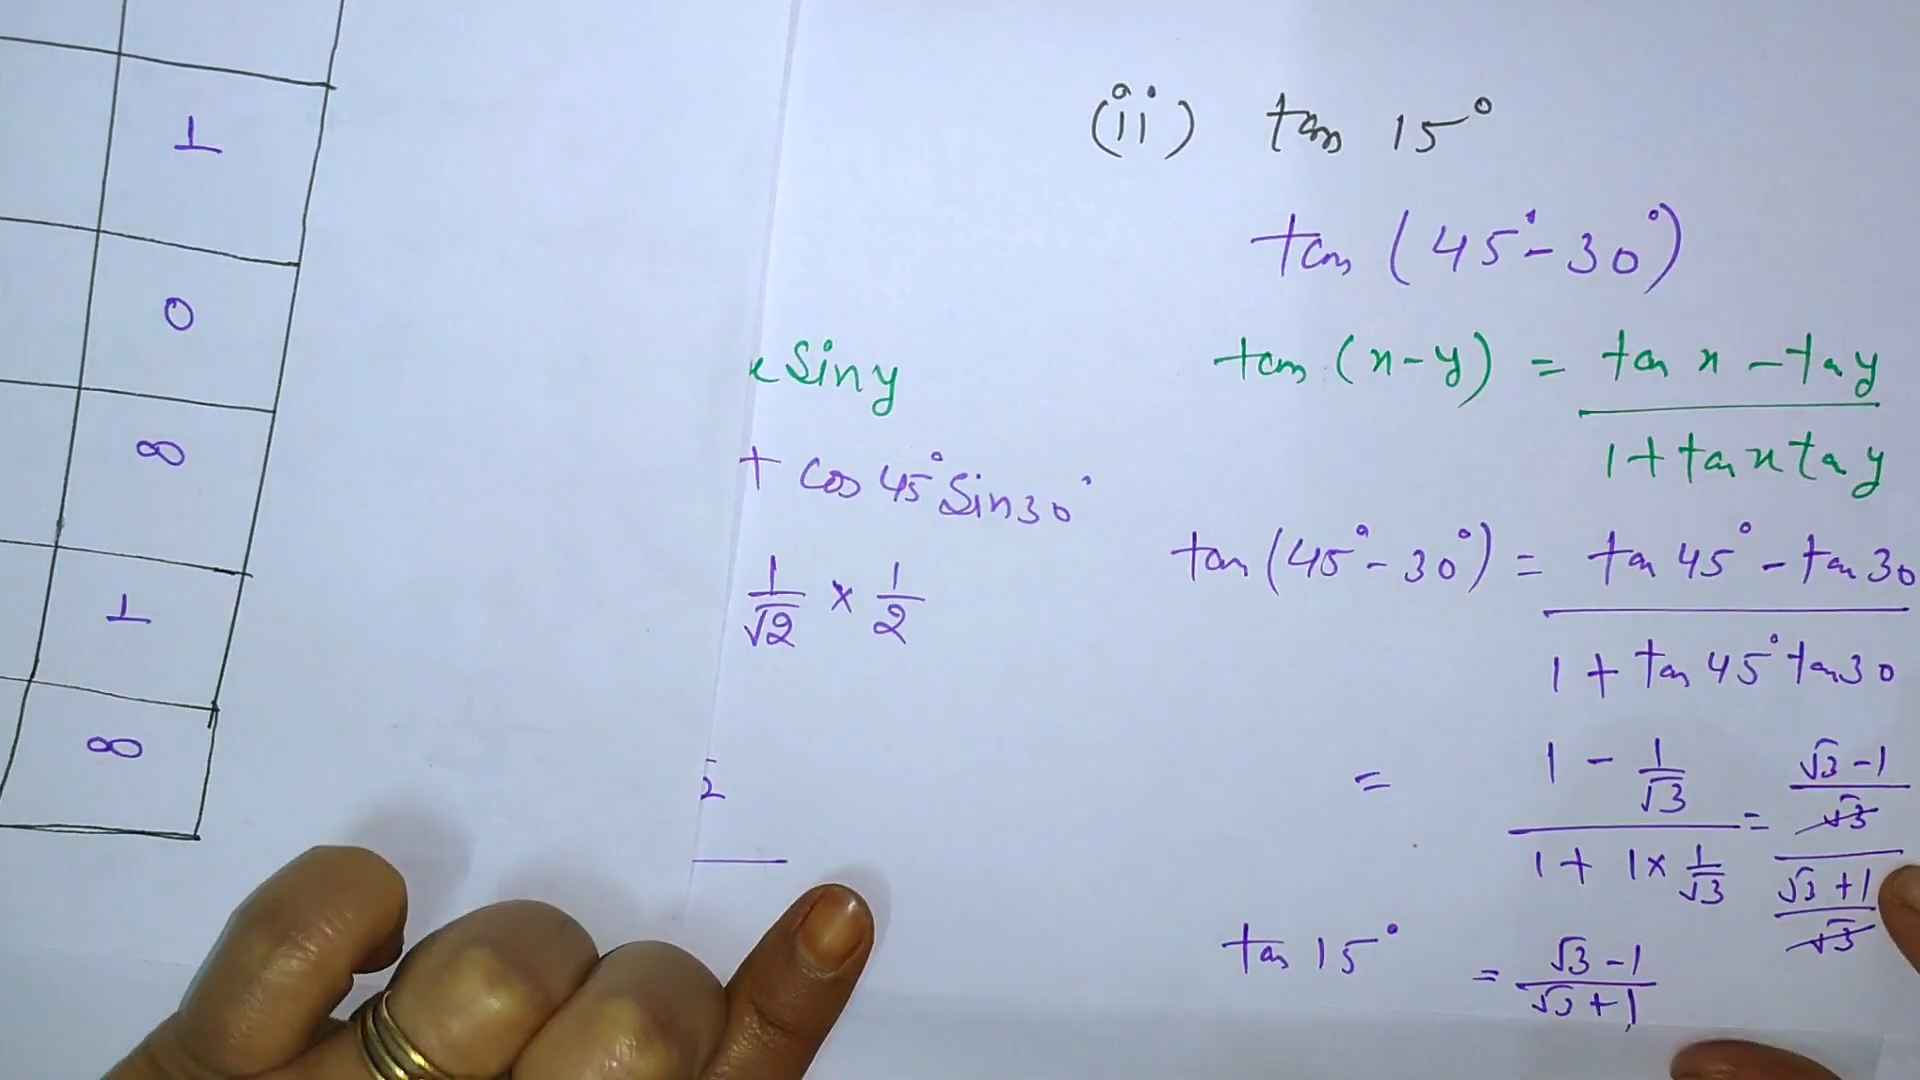 1
0
∞
1
∞
Sin y
+ Cos 45° Sin 30°
1/√2 × 1/2
2
(ii) tan 15°
tan (45° - 30°)
tan (x-y) = (tan x - tan y)/(1 + tan x tan y)
tan (45° - 30°) = (tan 45° - tan 30)/(1 + tan 45° tan 30)
= (1 - 1/√3)/(1 + 1 × 1/√3) = ((√3 - 1)/√3)/((√3 + 1)/√3)
tan 15° = (√3 - 1)/(√3 + 1)